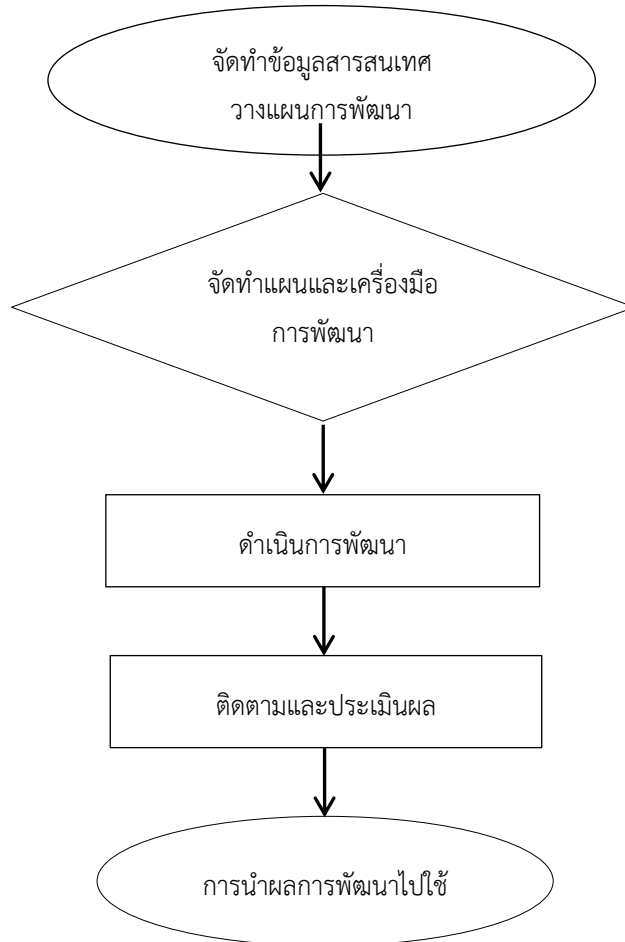 จัดทำข้อมูลสารสนเทศ
วางแผนการพัฒนา
จัดทำแผนและเครื่องมือ
การพัฒนา
ดำเนินการพัฒนา
ติดตามและประเมินผล
การนำผลการพัฒนาไปใช้